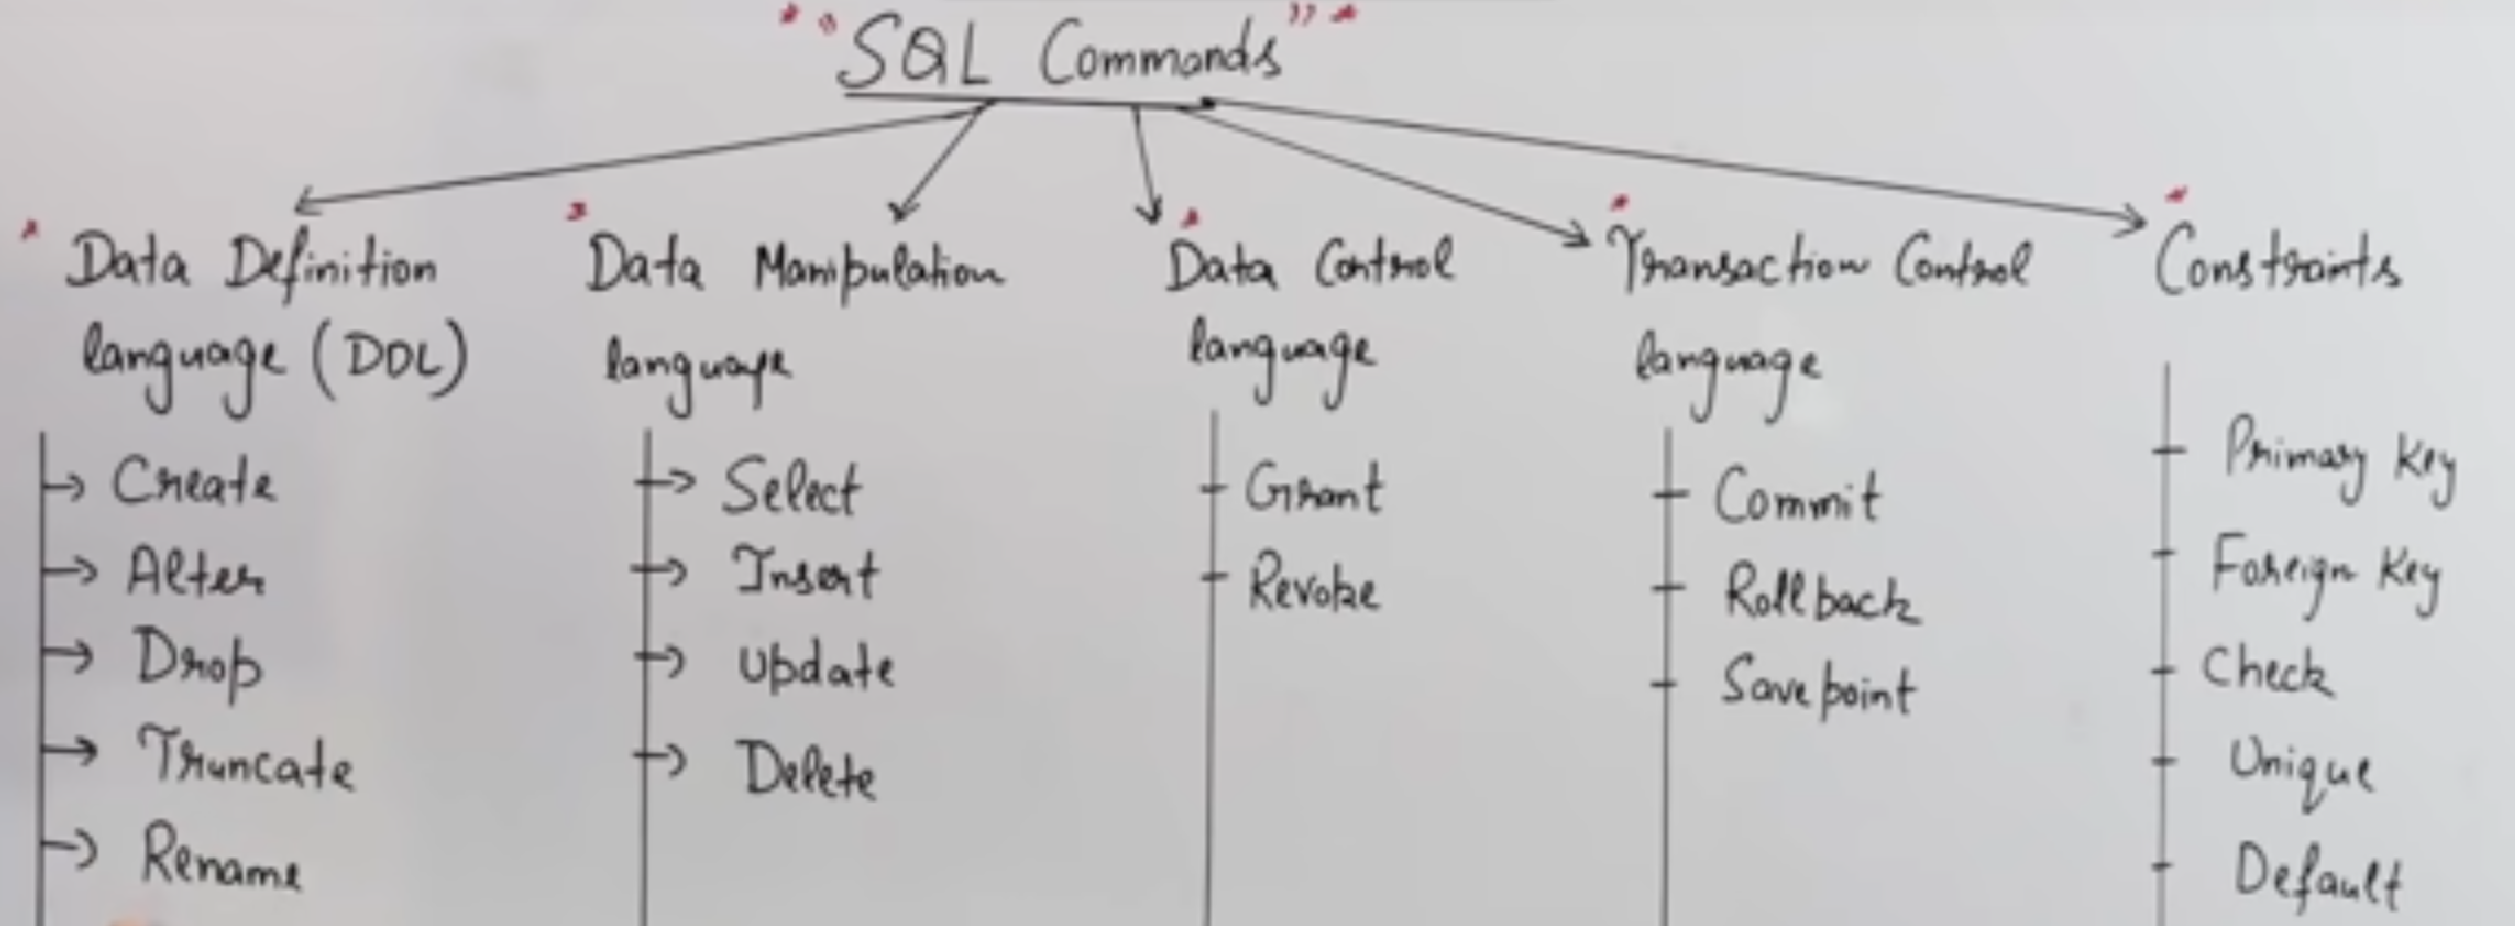 "SQL Commands"
Data Definition
language (DDL)
Create
Alter
Drop
Truncate
Rename
Data Manipulation
language
Select
Insert
Update
Delete
Data Control
language
Grant
Revoke
Transaction Control
language
Commit
Rollback
Savepoint
Constraints
Primary Key
Foreign Key
Check
Unique
Default